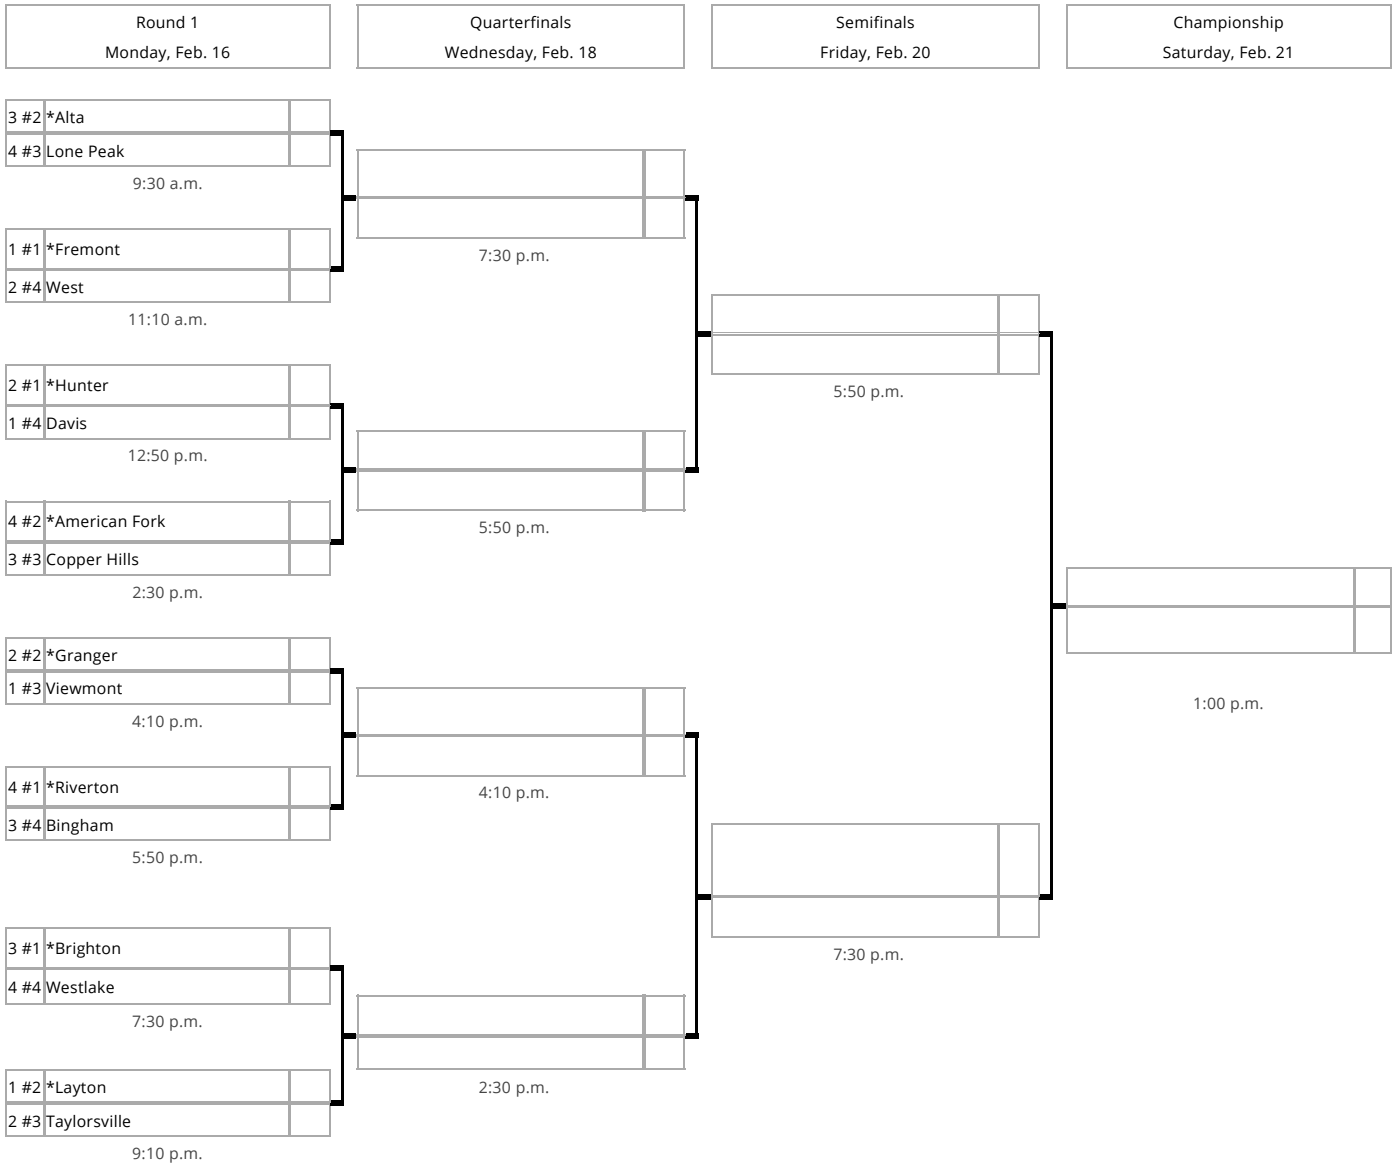 Round 1
Monday, Feb. 16
Quarterfinals
Wednesday, Feb. 18
Semifinals
Friday, Feb. 20
Championship
Saturday, Feb. 21
3 #2 *Alta
4 #3 Lone Peak
9:30 a.m.
1 #1 *Fremont
2 #4 West
11:10 a.m.
2 #1 *Hunter
1 #4 Davis
12:50 p.m.
4 #2 *American Fork
3 #3 Copper Hills
2:30 p.m.
2 #2 *Granger
1 #3 Viewmont
4:10 p.m.
4 #1 *Riverton
3 #4 Bingham
5:50 p.m.
3 #1 *Brighton
4 #4 Westlake
7:30 p.m.
1 #2 *Layton
2 #3 Taylorsville
9:10 p.m.
7:30 p.m.
5:50 p.m.
4:10 p.m.
2:30 p.m.
5:50 p.m.
7:30 p.m.
1:00 p.m.